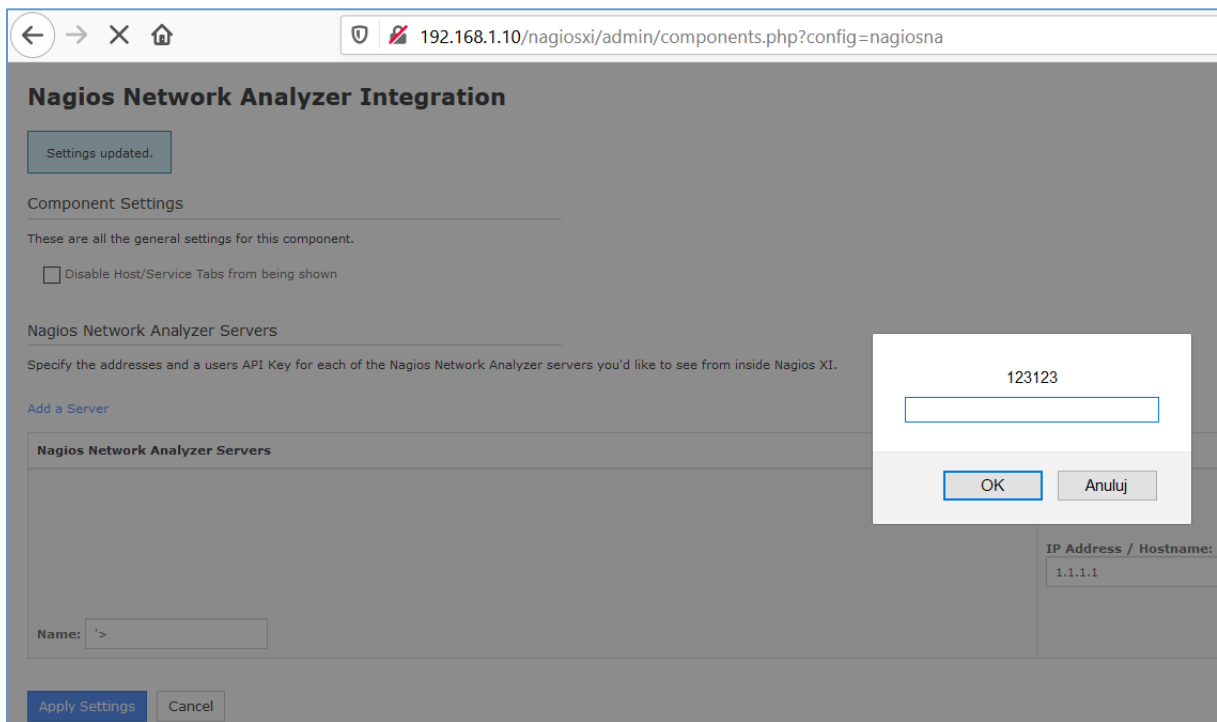 192.168.1.10/nagiosxi/admin/components.php?config=nagiosna
Nagios Network Analyzer Integration
Settings updated.
Component Settings
These are all the general settings for this component.
Disable Host/Service Tabs from being shown
Nagios Network Analyzer Servers
Specify the addresses and a users API Key for each of the Nagios Network Analyzer servers you'd like to see from inside Nagios XI.
123123
Add a Server
Nagios Network Analyzer Servers
OK Anuluj
IP Address / Hostname:
1.1.1.1
Name: '>
Apply Settings Cancel